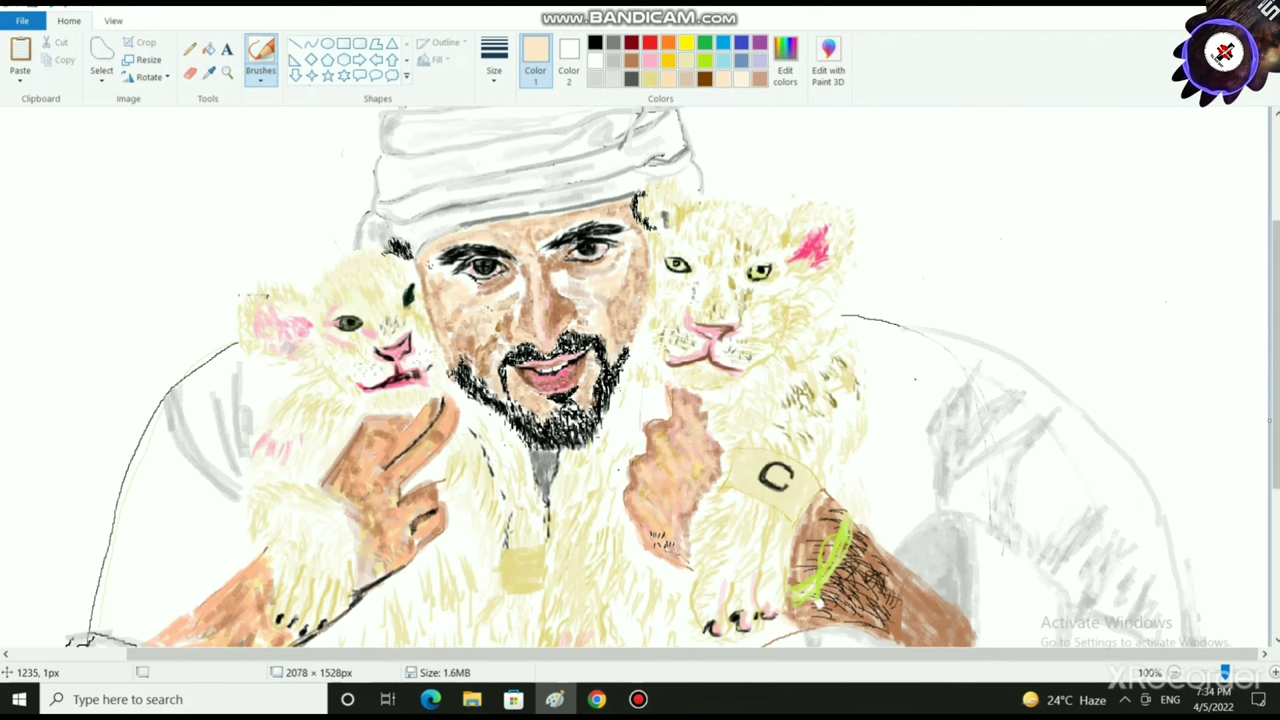 www.BANDICAM.com
File
Home
View
Paste
Cut
Copy
Clipboard
Select
Crop
Resize
Rotate
Image
Tools
Brushes
Shapes
Outline
Fill
Size
Color
1
Color
2
Colors
Edit
colors
Edit with
Paint 3D
C
Activate Windows
Go to Settings to activate Windows.
1235, 1px
2078 × 1528px
Size: 1.6MB
100%
XRecorder
Type here to search
24°C Haze
ENG
7:34 PM
4/5/2022